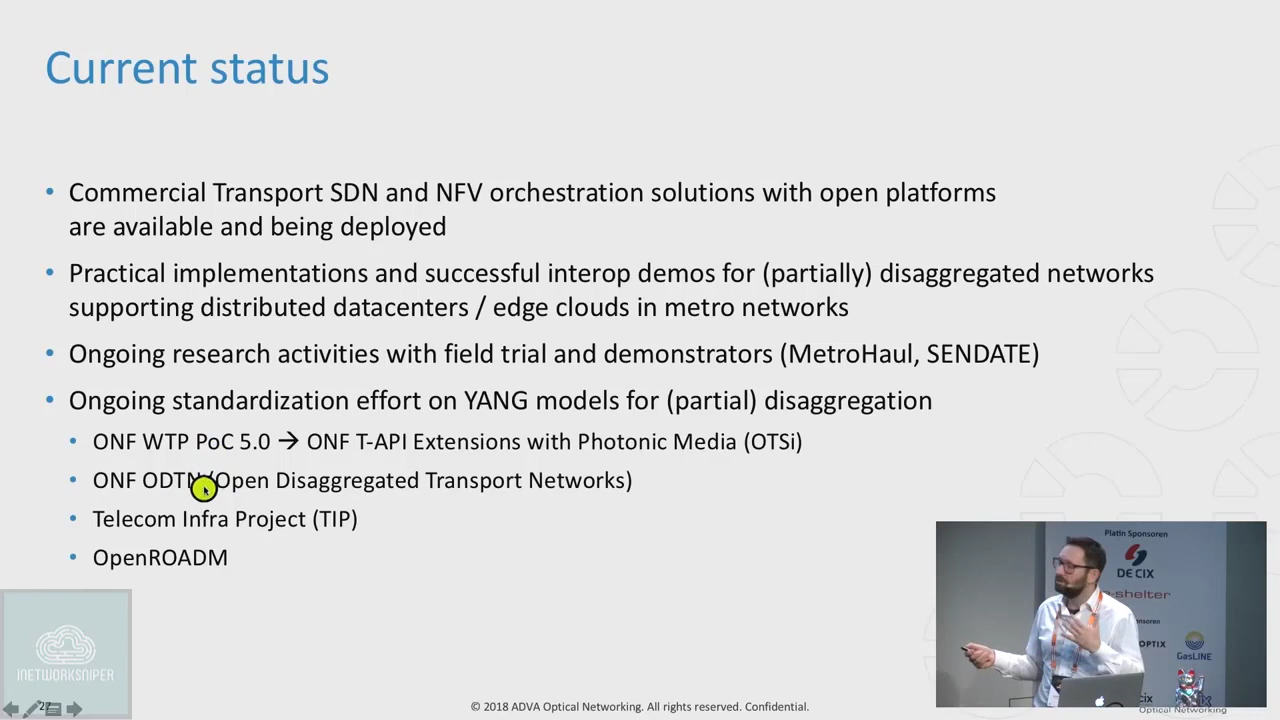 Current status
• Commercial Transport SDN and NFV orchestration solutions with open platforms
are available and being deployed
• Practical implementations and successful interop demos for (partially) disaggregated networks
supporting distributed datacenters / edge clouds in metro networks
• Ongoing research activities with field trial and demonstrators (MetroHaul, SENDATE)
• Ongoing standardization effort on YANG models for (partial) disaggregation
• ONF WTP PoC 5.0 → ONF T-API Extensions with Photonic Media (OTSi)
• ONF ODTN (Open Disaggregated Transport Networks)
• Telecom Infra Project (TIP)
• OpenROADM
Platin Sponsoren
DE CIX
e-shelter
nsoren
OPTIX
GasLINE
cix
INETWORKSNIPER
27
© 2018 ADVA Optical Networking. All rights reserved. Confidential.
Optical Networking